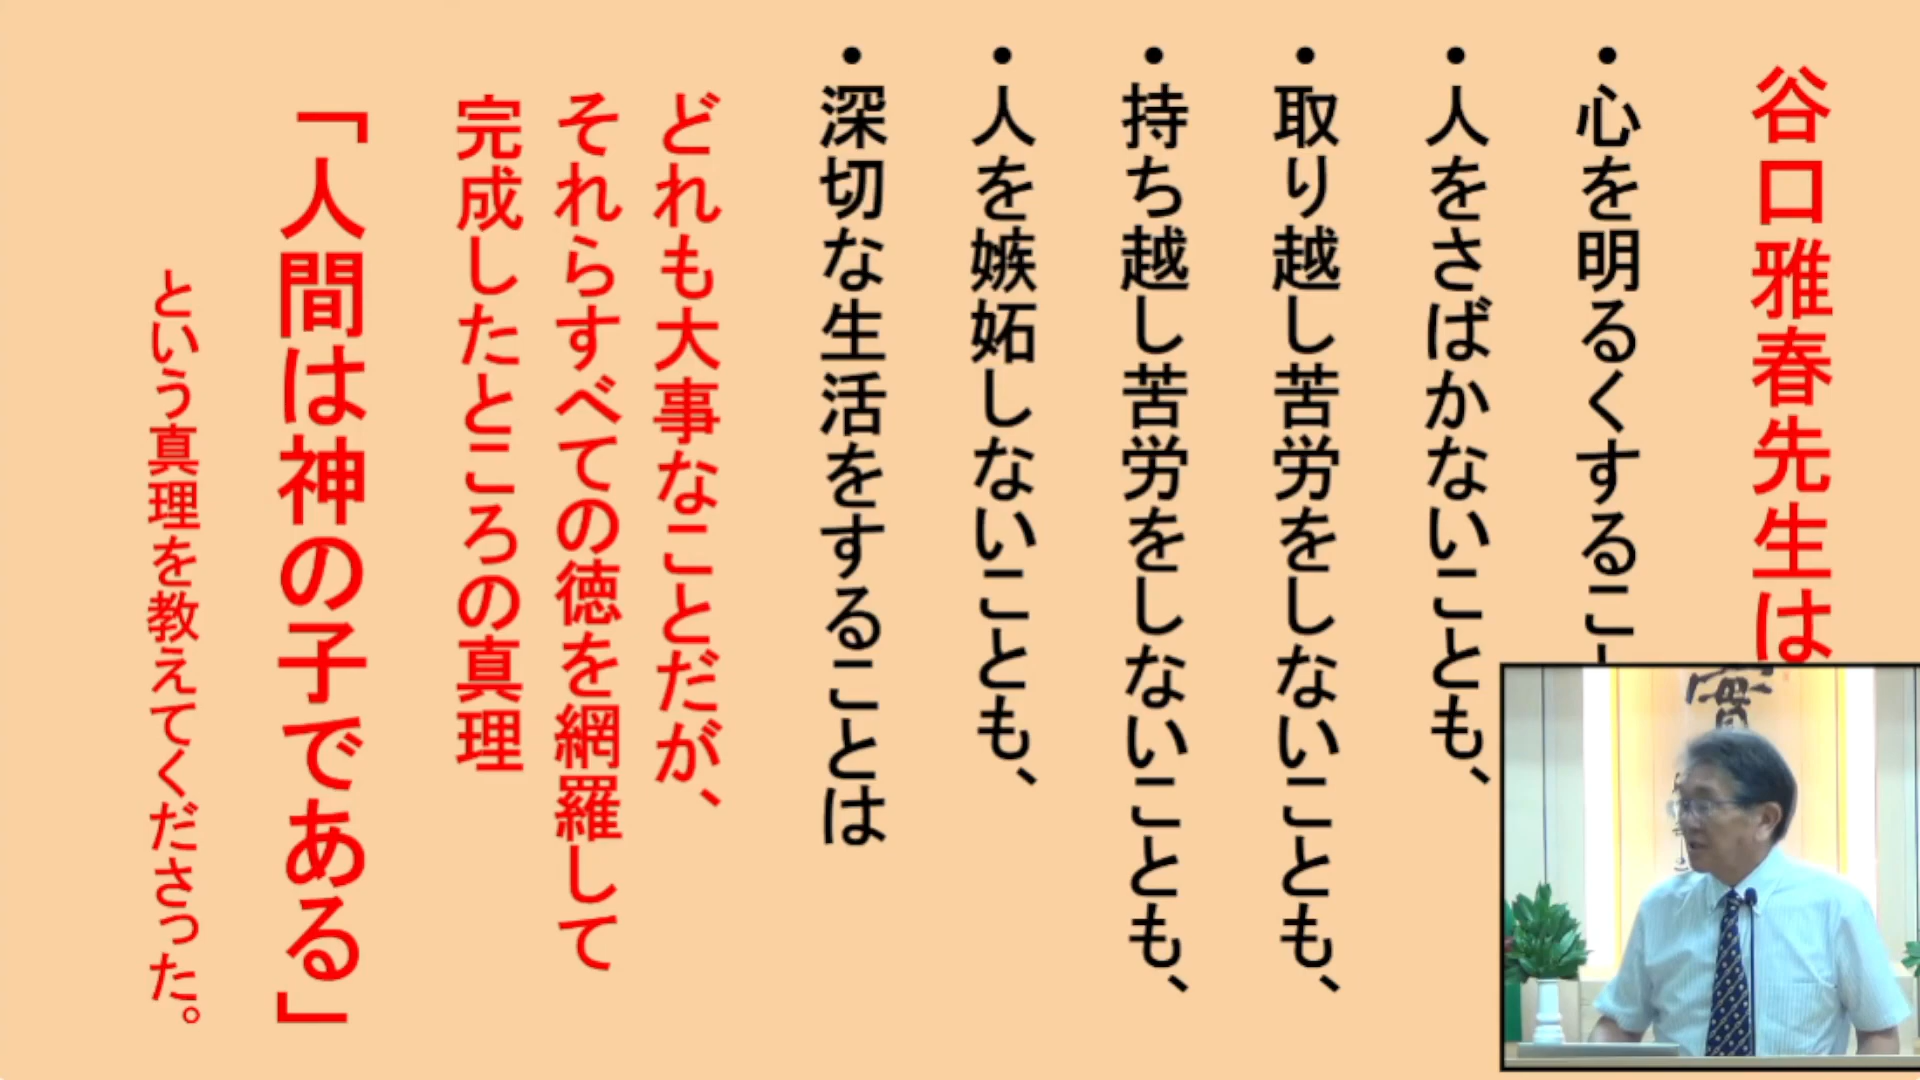 谷口雅春先生は
・心を明るくするこ
・人をさばかないことも、
・取り越し苦労をしないことも、
・持ち越し苦労をしないことも、
・人を嫉妬しないことも、
・深切な生活をすることは
どれも大事なことだが、
それらすべての徳を網羅して
完成したところの真理
「人間は神の子である」
という真理を教えてくださった。